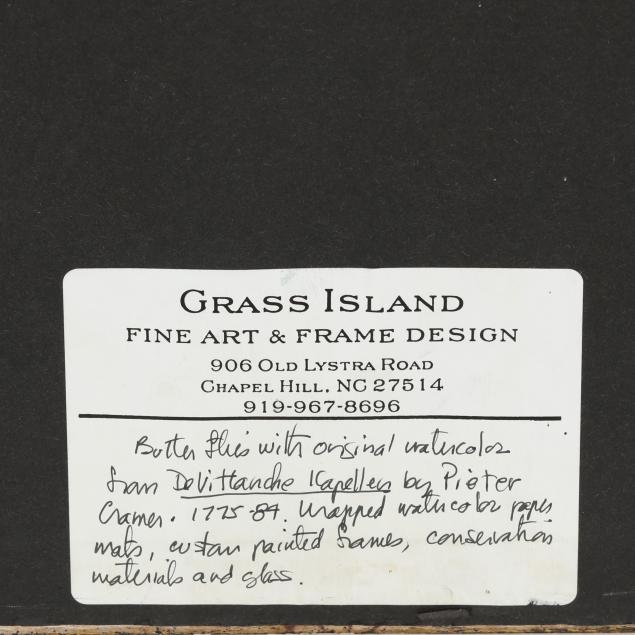 GRASS ISLAND
FINE ART & FRAME DESIGN
906 OLD LYSTRA ROAD
CHAPEL HILL, NC 27514
919-967-8696
Butterflies with original watercolor
from DeVittanche Kapellen by Pieter
Cramer. 1775-84. Wrapped watercolor paper
mats, custom painted frames, conservation
materials and glass.